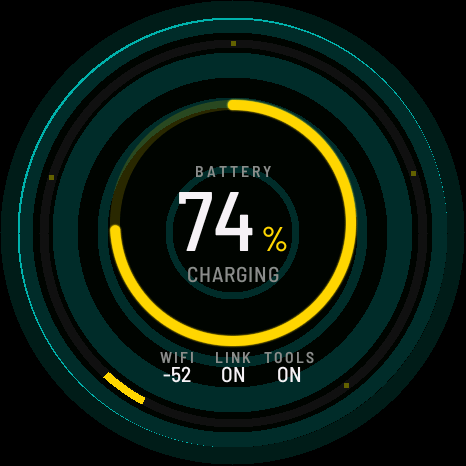 BATTERY
74 %
CHARGING
WIFI LINK TOOLS
-52 ON ON